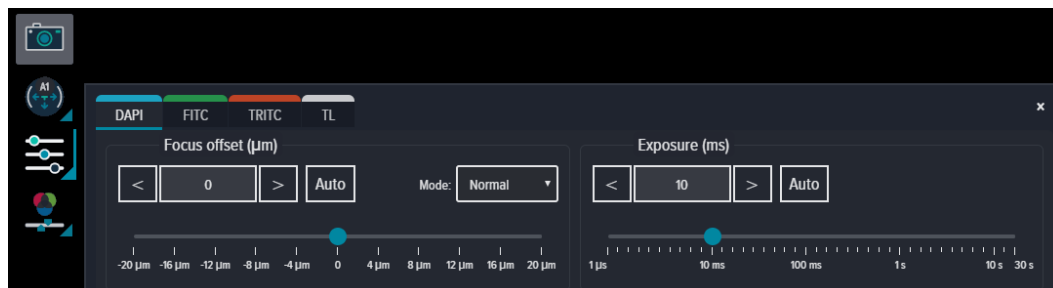 A1
DAPI FITC TRITC TL ×
Focus offset (μm) Exposure (ms)
< 0 > Auto Mode: Normal ▾ < 10 > Auto
-20 μm -16 μm -12 μm -8 μm -4 μm 0 4 μm 8 μm 12 μm 16 μm 20 μm 1 μs 10 ms 100 ms 1 s 10 s 30 s